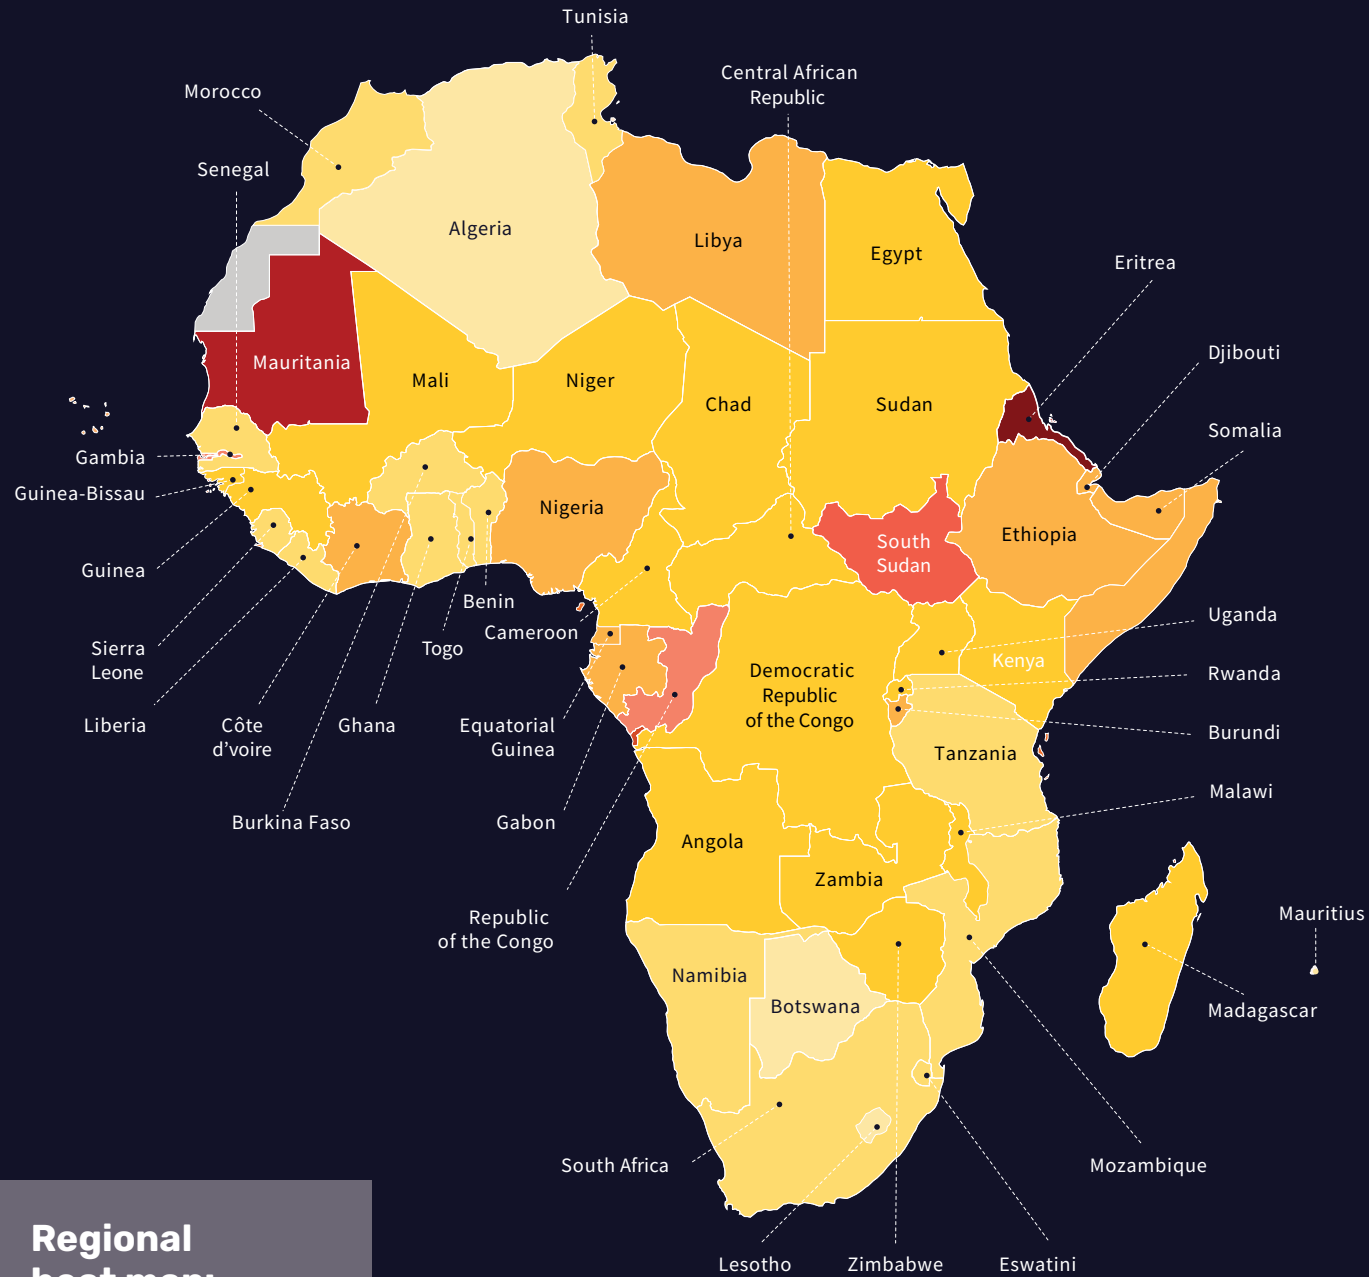 Tunisia
Central African
Republic
Morocco
Senegal
Algeria
Libya
Egypt
Eritrea
Djibouti
Somalia
Mauritania
Mali
Niger
Chad
Sudan
Gambia
Guinea-Bissau
Nigeria
Ethiopia
South
Sudan
Guinea
Benin
Cameroon
Togo
Uganda
Sierra
Leone
Kenya
Democratic
Republic
of the Congo
Rwanda
Liberia
Côte
d’voire
Ghana
Equatorial
Guinea
Burundi
Tanzania
Malawi
Burkina Faso
Gabon
Angola
Zambia
Republic
of the Congo
Mauritius
Namibia
Botswana
Madagascar
South Africa
Mozambique
Lesotho
Zimbabwe
Eswatini
Regional
heat map: